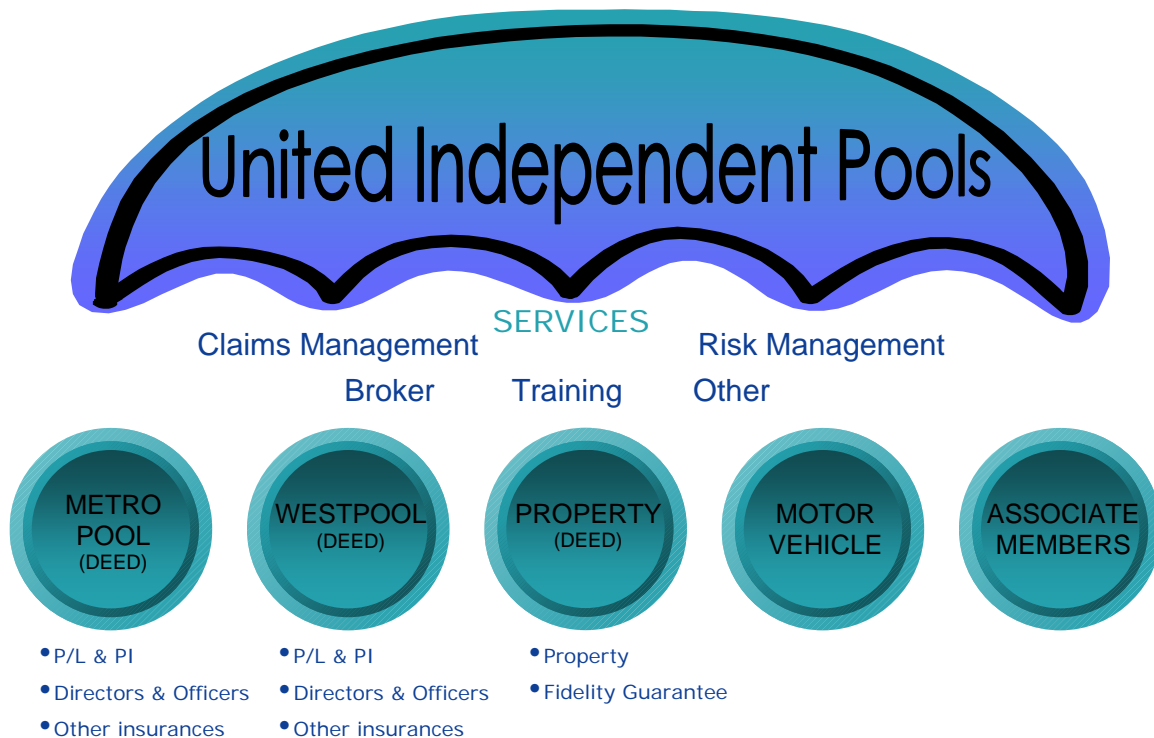 United Independent Pools
SERVICES
Claims Management
Risk Management
Broker
Training
Other
METRO
POOL
(DEED)
WESTPOOL
(DEED)
PROPERTY
(DEED)
MOTOR
VEHICLE
ASSOCIATE
MEMBERS
•P/L & PI
•Directors & Officers
•Other insurances
•P/L & PI
•Directors & Officers
•Other insurances
•Property
•Fidelity Guarantee